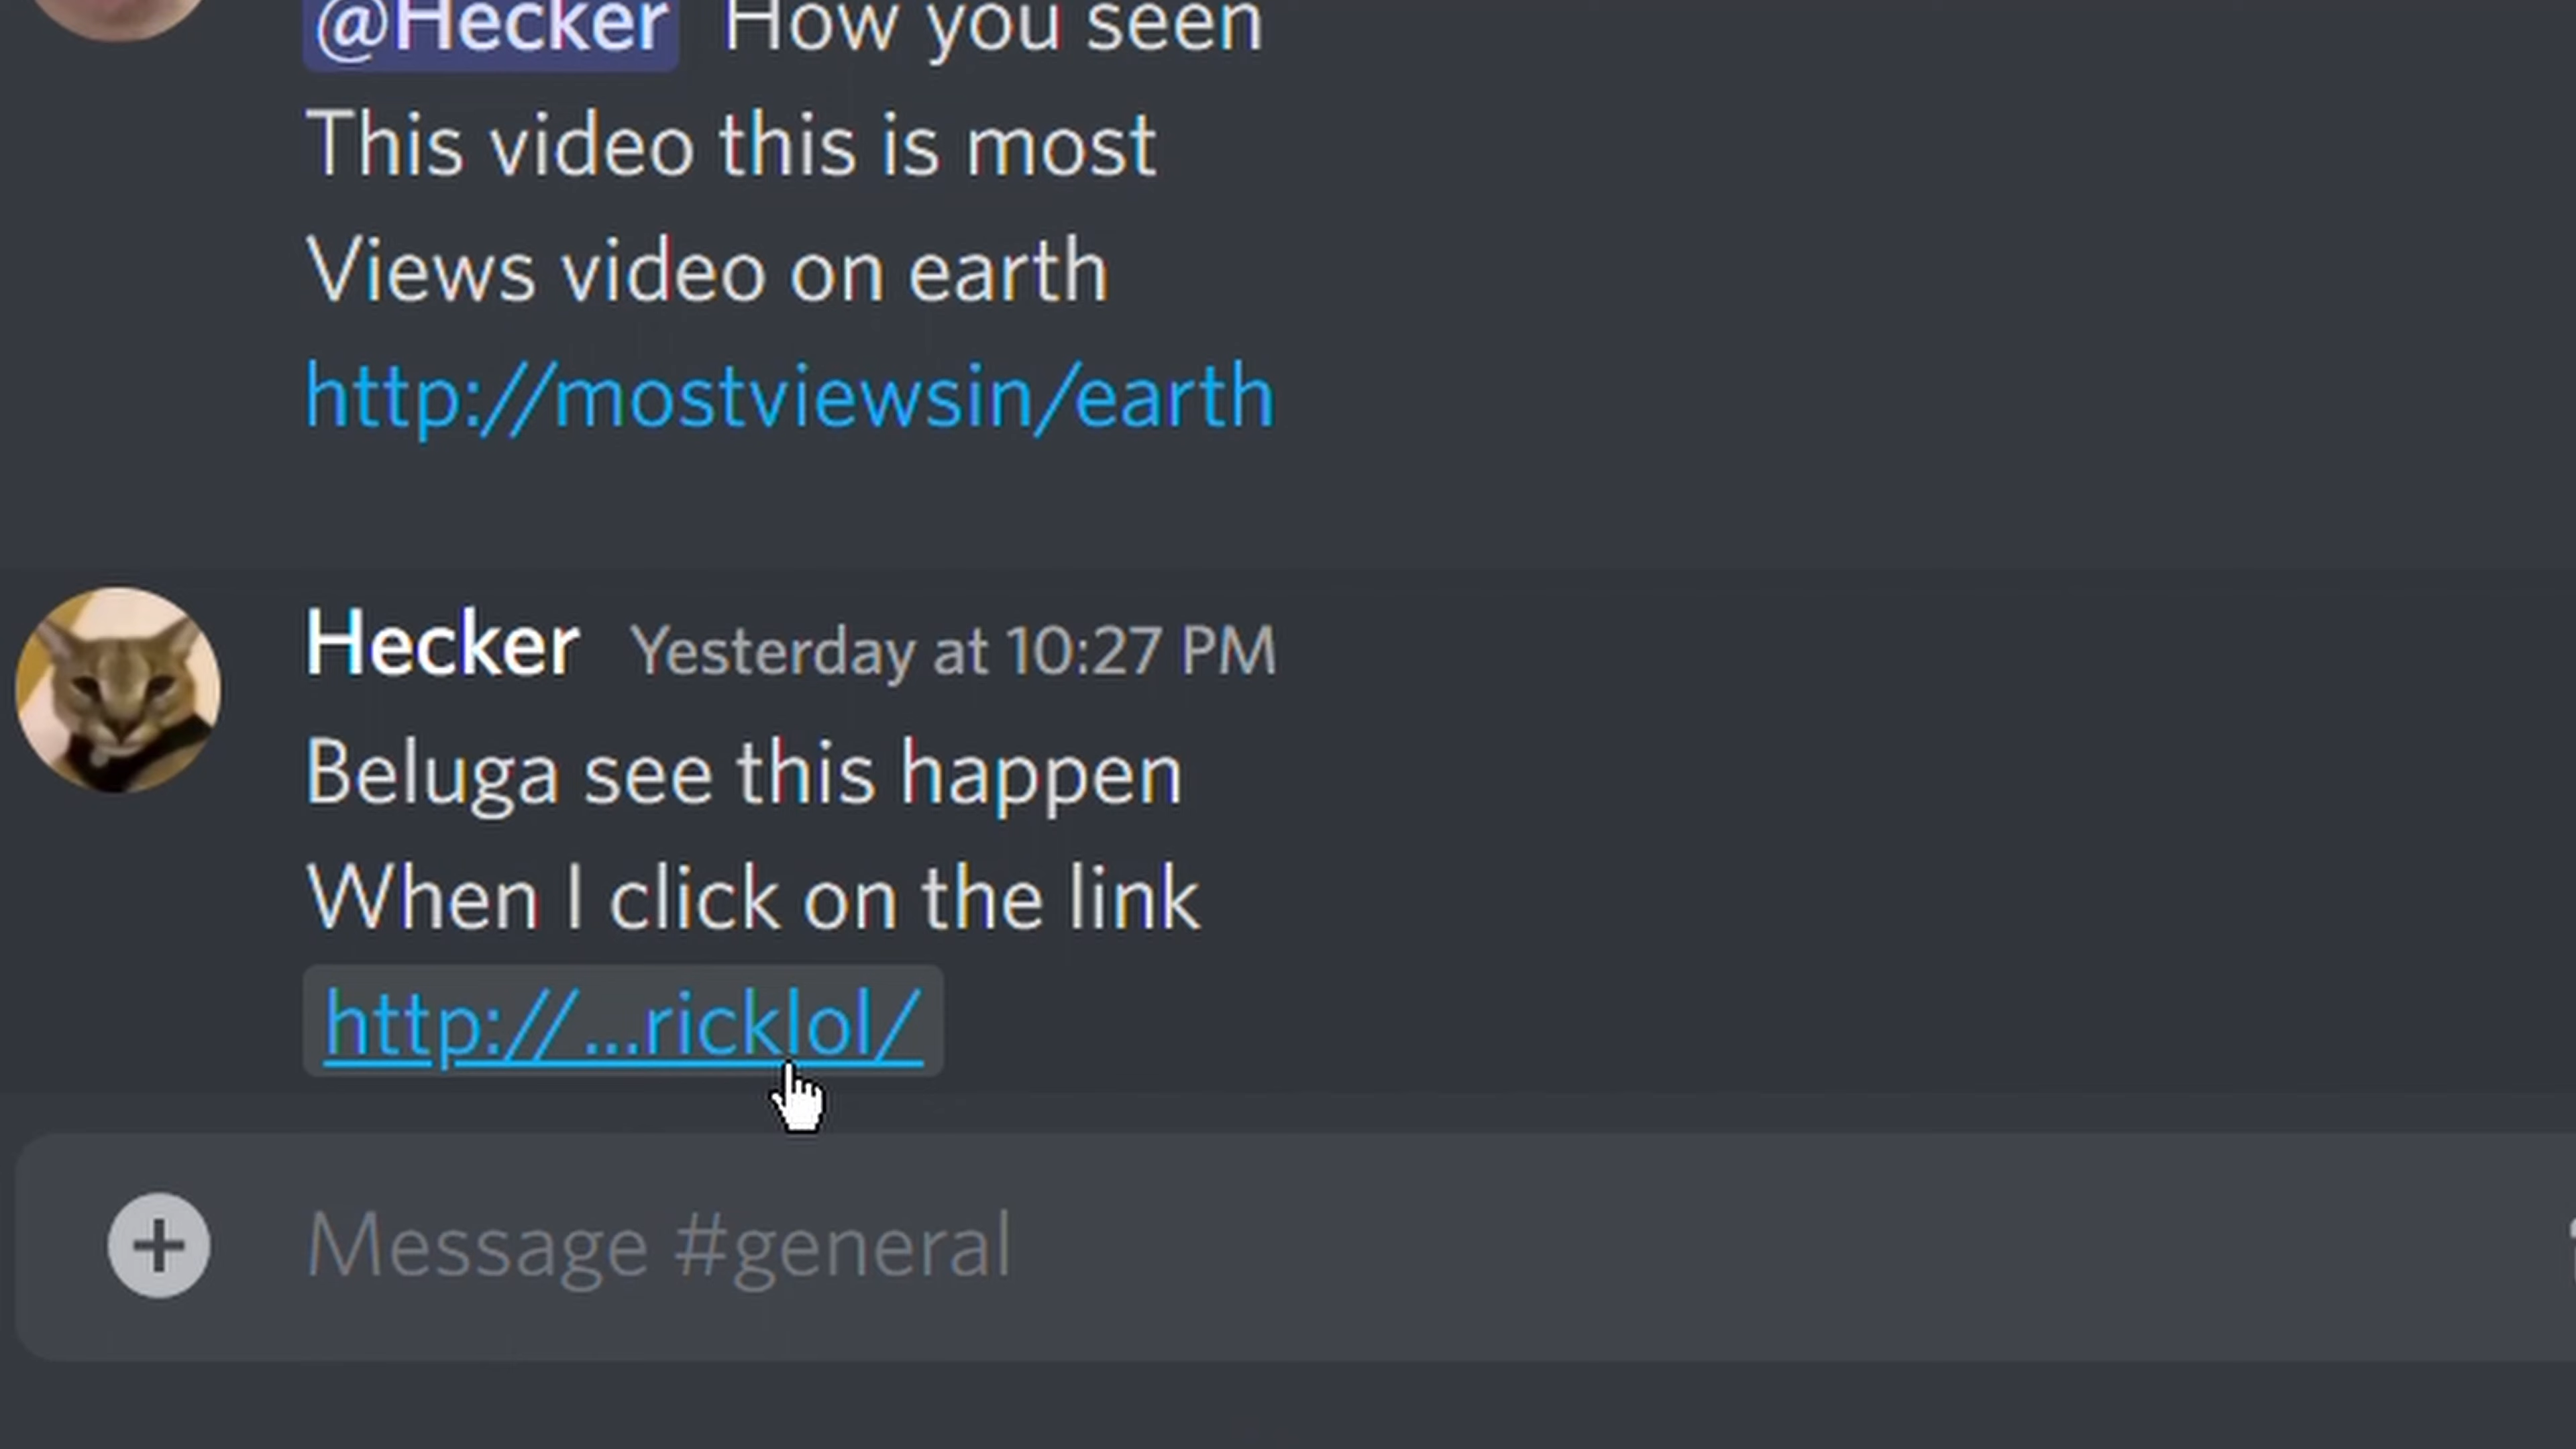 @Hecker How you seen
This video this is most
Views video on earth
http://mostviewsin/earth
Hecker Yesterday at 10:27 PM
Beluga see this happen
When I click on the link
http://...ricklol/
Message #general